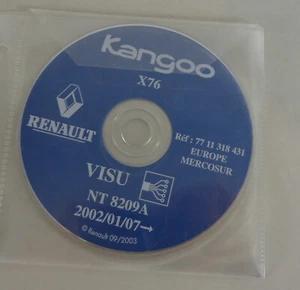 Kangoo
X76
RENAULT
Réf : 77 11 318 431
EUROPE
MERCOSUR
VISU
NT 8209A
2002/01/07→
© Renault 09/2003